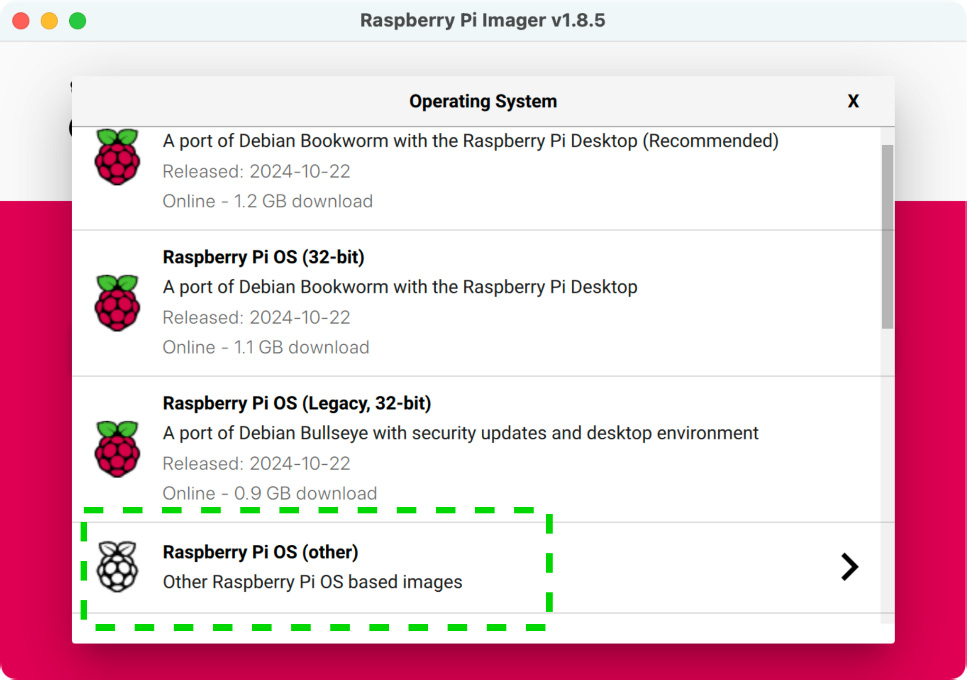 Raspberry Pi Imager v1.8.5
Operating System
X
A port of Debian Bookworm with the Raspberry Pi Desktop (Recommended)
Released: 2024-10-22
Online - 1.2 GB download
Raspberry Pi OS (32-bit)
A port of Debian Bookworm with the Raspberry Pi Desktop
Released: 2024-10-22
Online - 1.1 GB download
Raspberry Pi OS (Legacy, 32-bit)
A port of Debian Bullseye with security updates and desktop environment
Released: 2024-10-22
Online - 0.9 GB download
Raspberry Pi OS (other)
Other Raspberry Pi OS based images